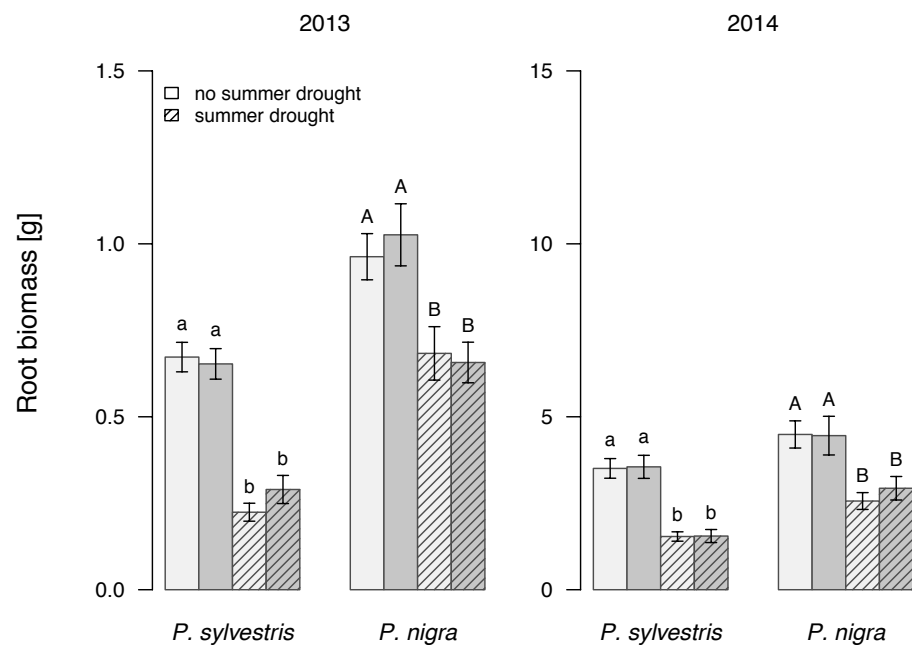 2013
2014
1.5
1.0
0.5
0.0
Root biomass [g]
no summer drought
summer drought
a
a
b
b
A
A
B
B
P. sylvestris
P. nigra
15
10
5
0
a
a
b
b
A
A
B
B
P. sylvestris
P. nigra